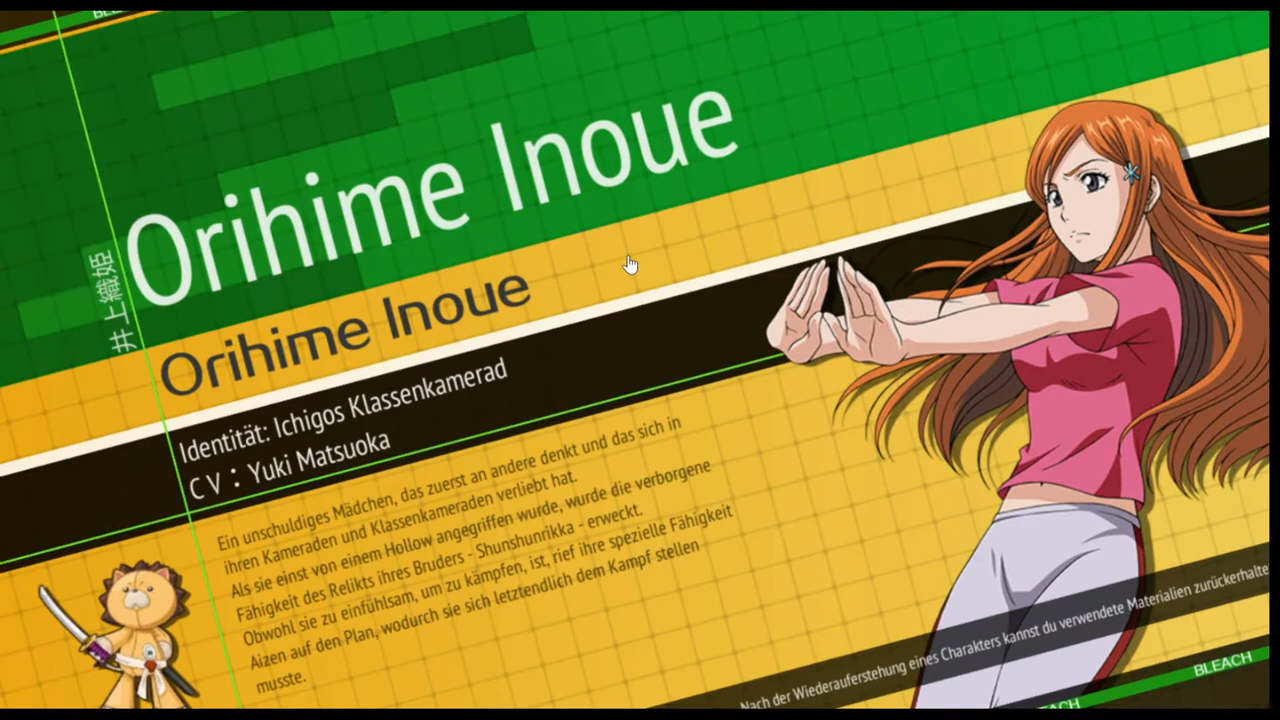 Orihime Inoue
井上織姫
Orihime Inoue
Identität: Ichigos Klassenkamerad
CV：Yuki Matsuoka
Ein unschuldiges Mädchen, das zuerst an andere denkt und das sich in
ihren Kameraden und Klassenkameraden verliebt hat.
Als sie einst von einem Hollow angegriffen wurde, wurde die verborgene
Fähigkeit des Relikts ihres Bruders - Shunshunrikka - erweckt.
Obwohl sie zu einfühlsam, um zu kämpfen, ist, rief ihre spezielle Fähigkeit
Aizen auf den Plan, wodurch sie sich letztendlich dem Kampf stellen
musste.
Nach der Wiederauferstehung eines Charakters kannst du verwendete Materialien zurückerhalte
BLEACH